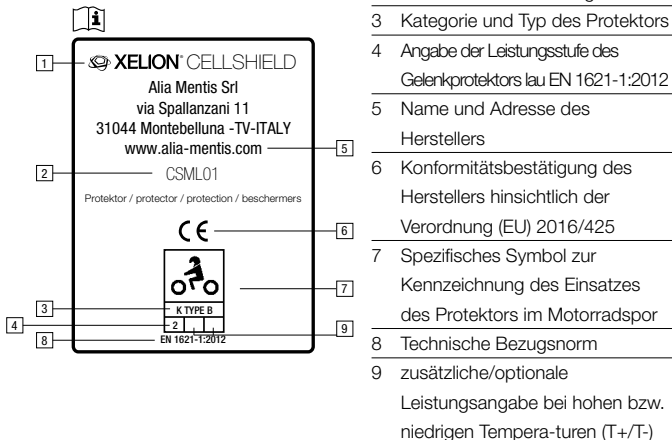 1
XELION® CELLSHIELD
Alia Mentis Srl
via Spallanzani 11
31044 Montebelluna -TV-ITALY
www.alia-mentis.com
5
2
CSML01
Protektor / protector / protection / beschermers
CE
6
7
3
K TYPE B
4
2
9
8
EN 1621-1:2012
3 Kategorie und Typ des Protektors
4 Angabe der Leistungsstufe des
Gelenkprotektors lau EN 1621-1:2012
5 Name und Adresse des
Herstellers
6 Konformitätsbestätigung des
Herstellers hinsichtlich der
Verordnung (EU) 2016/425
7 Spezifisches Symbol zur
Kennzeichnung des Einsatzes
des Protektors im Motorradspor
8 Technische Bezugsnorm
9 zusätzliche/optionale
Leistungsangabe bei hohen bzw.
niedrigen Tempera-turen (T+/T-)